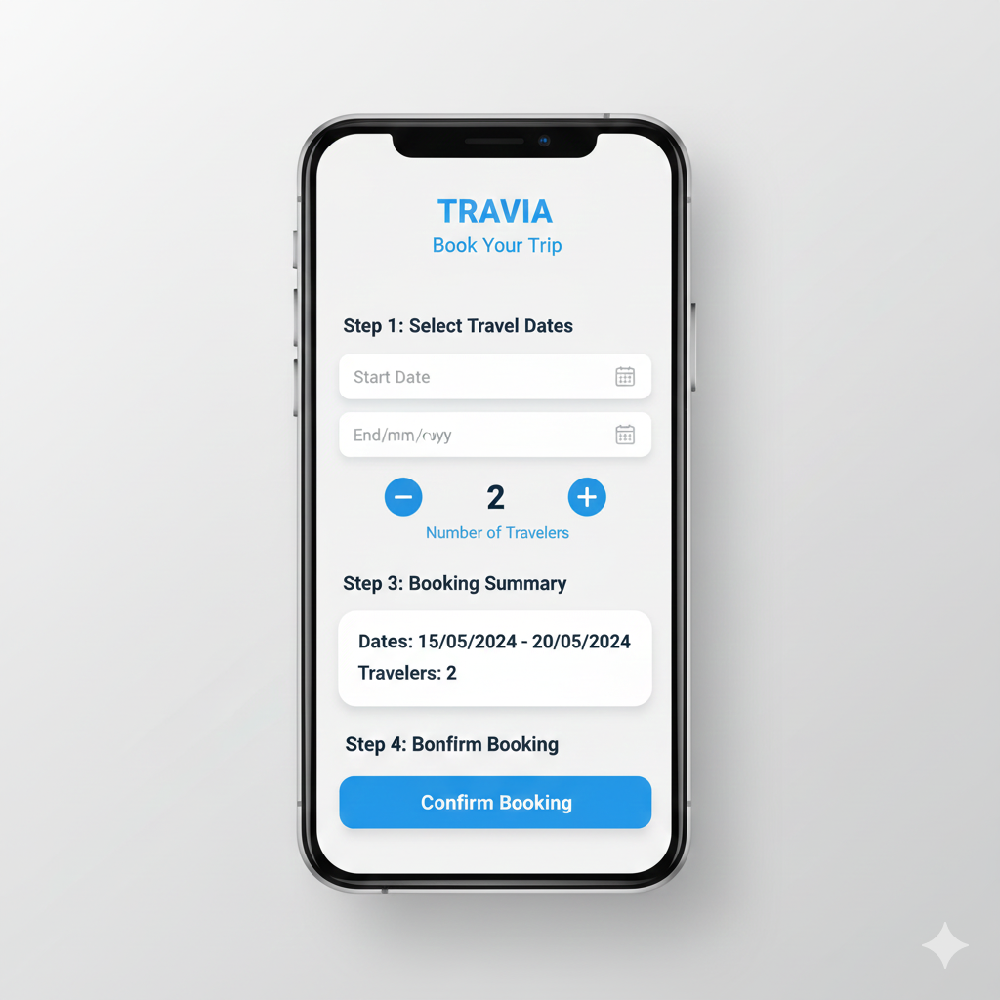 TRAVIA
Book Your Trip
Step 1: Select Travel Dates
Start Date
End/mm/
2
Number of Travelers
Step 3: Booking Summary
Dates: 15/05/2024 - 20/05/2024
Travelers: 2
Step 4: Bonfirm Booking
Confirm Booking